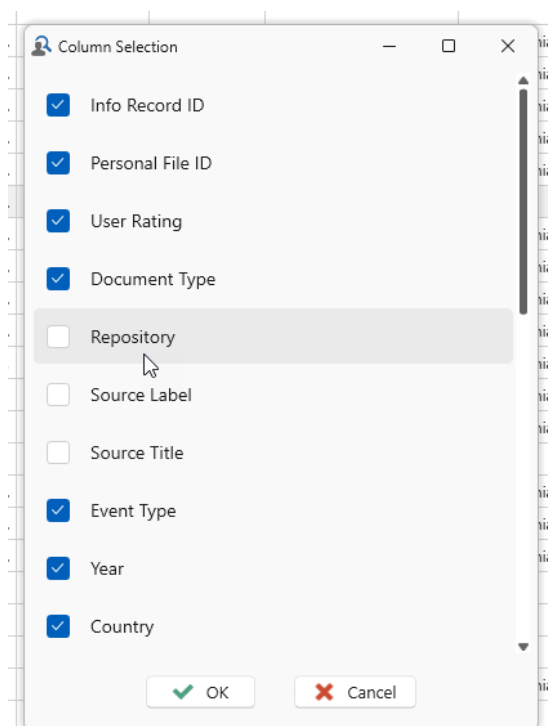 Column Selection
Info Record ID
Personal File ID
User Rating
Document Type
Repository
Source Label
Source Title
Event Type
Year
Country
OK
Cancel